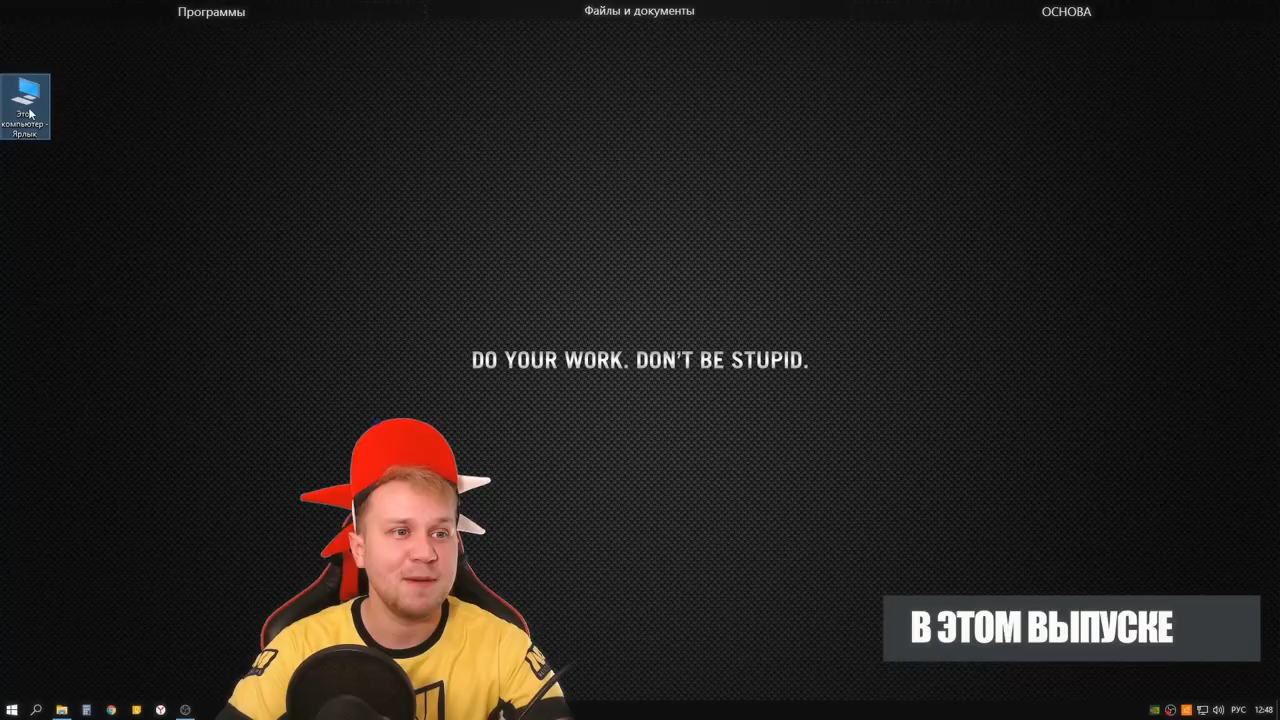 Программы
Файлы и документы
ОСНОВА
Этот
компьютер -
Ярлык
DO YOUR WORK. DON'T BE STUPID.
В ЭТОМ ВЫПУСКЕ
РУС
12:48